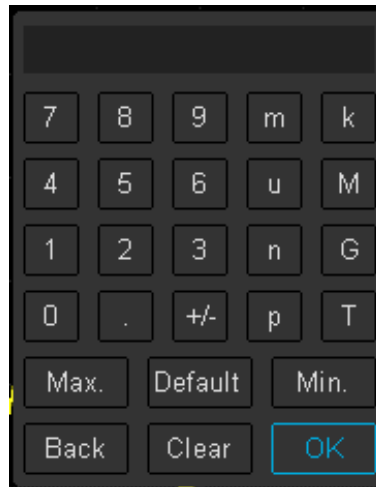 7 8 9 m k
4 5 6 u M
1 2 3 n G
0 . +/- p T
Max. Default Min.
Back Clear OK